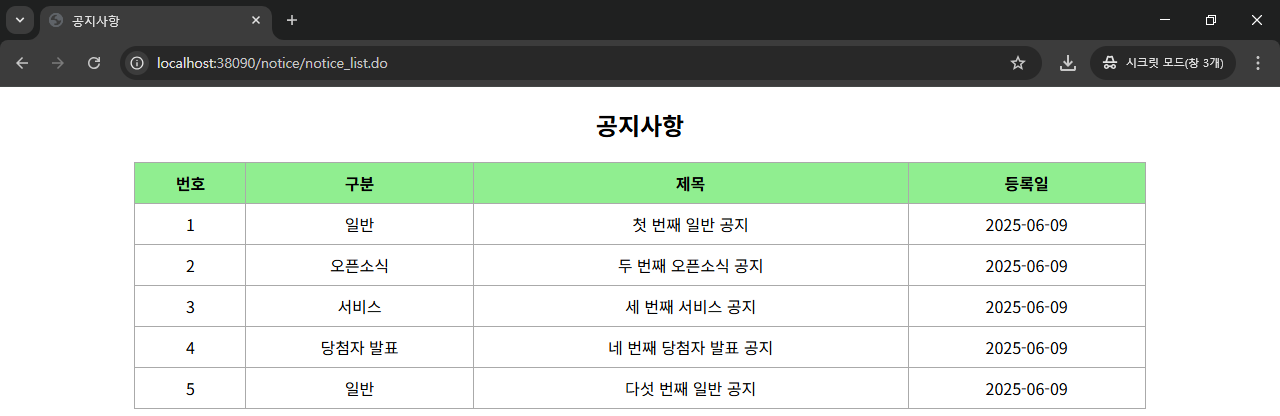 공지사항
localhost:38090/notice/notice_list.do
시크릿 모드(창 3개)
공지사항
번호 구분 제목 등록일
1 일반 첫 번째 일반 공지 2025-06-09
2 오픈소식 두 번째 오픈소식 공지 2025-06-09
3 서비스 세 번째 서비스 공지 2025-06-09
4 당첨자 발표 네 번째 당첨자 발표 공지 2025-06-09
5 일반 다섯 번째 일반 공지 2025-06-09